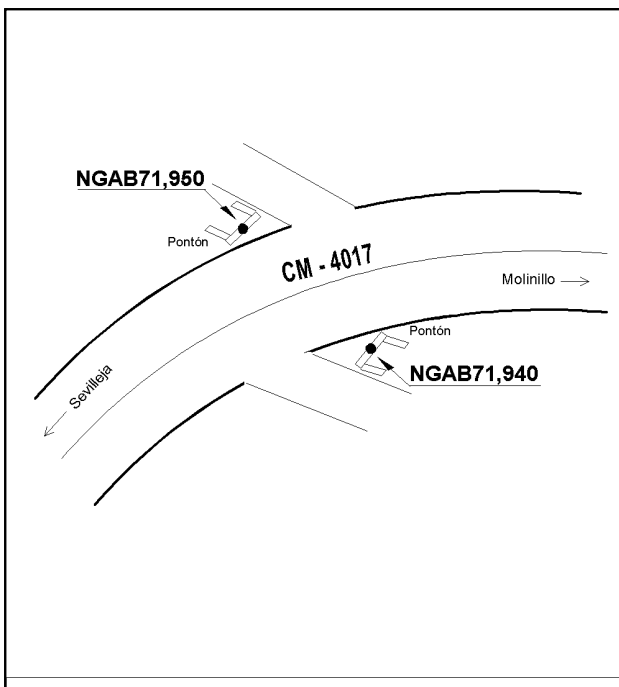 NGAB71,950
Pontón
CM - 4017
Molinillo
Pontón
NGAB71,940
Sevilleja